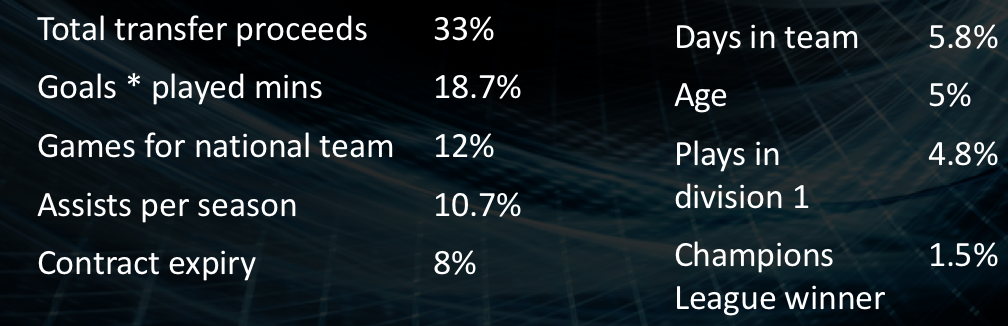 Total transfer proceeds 33%
Goals * played mins 18.7%
Games for national team 12%
Assists per season 10.7%
Contract expiry 8%
Days in team 5.8%
Age 5%
Plays in 4.8%
division 1
Champions 1.5%
League winner